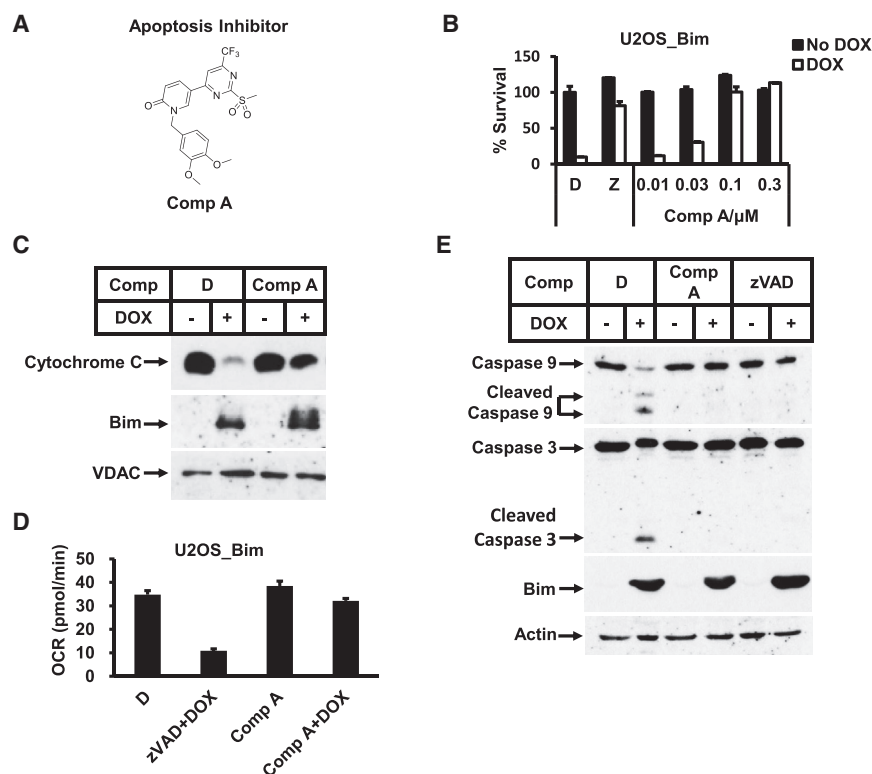 A
Apoptosis Inhibitor
CF3
N
N
O
N
S
O
O
O
O
Comp A
B
U2OS_Bim
No DOX
DOX
% Survival
150
100
50
0
D Z 0.01 0.03 0.1 0.3
Comp A/µM
C
Comp D Comp A
DOX - + - +
Cytochrome C
Bim
VDAC
D
U2OS_Bim
OCR (pmol/min)
50
40
30
20
10
0
D zVAD+DOX Comp A Comp A+DOX
E
Comp D Comp A zVAD
DOX - + - + - +
Caspase 9
Cleaved
Caspase 9
Caspase 3
Cleaved
Caspase 3
Bim
Actin